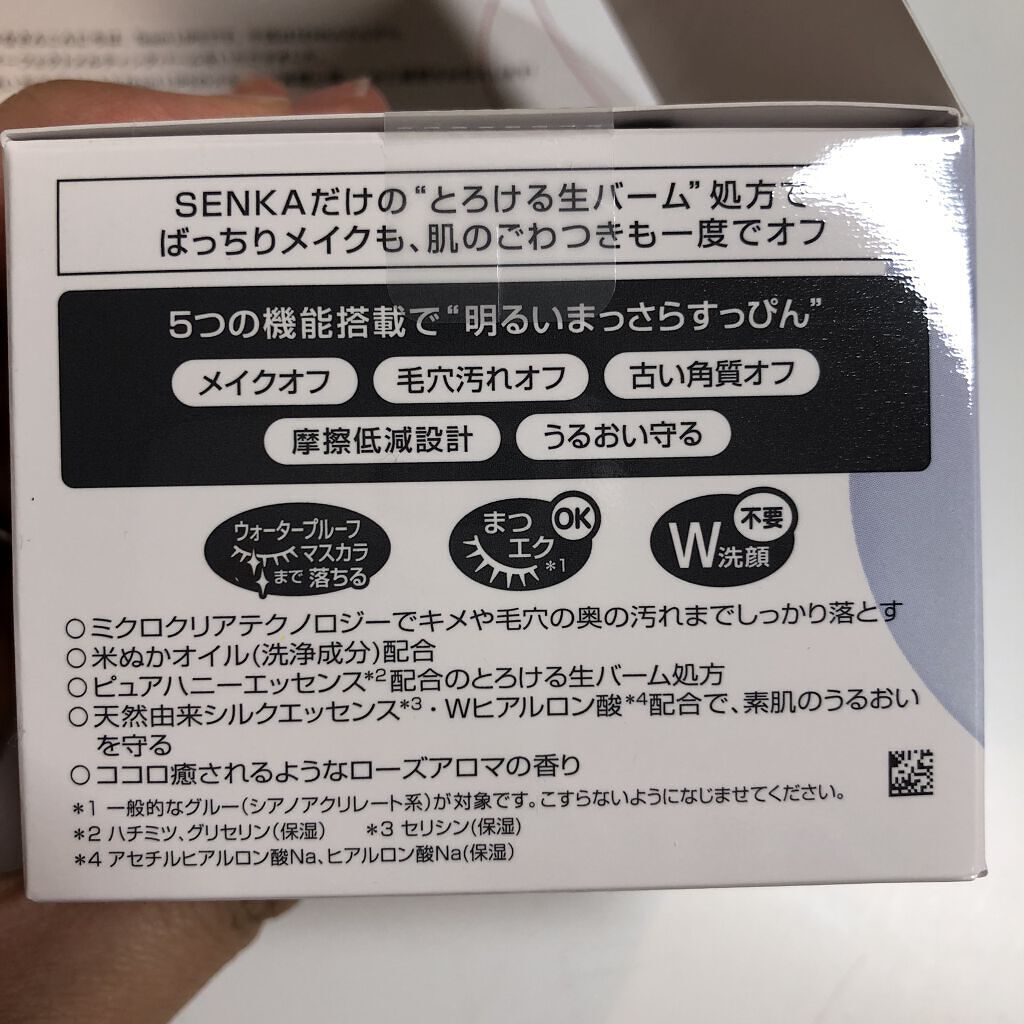 SENKAだけの“とろける生バーム”処方で
ばっちりメイクも、肌のごわつきも一度でオフ
5つの機能搭載で“明るいまっさらすっぴん”
メイクオフ
毛穴汚れオフ
古い角質オフ
摩擦低減設計
うるおい守る
ウォータープルーフ
マスカラ
まで 落ちる
まつ
エク*1
OK
W洗顔
不要
○ミクロクリアテクノロジーでキメや毛穴の奥の汚れまでしっかり落とす
○米ぬかオイル(洗浄成分)配合
○ピュアハニーエッセンス*2配合のとろける生バーム処方
○天然由来シルクエッセンス*3・Wヒアルロン酸*4配合で、素肌のうるおい
を守る
○ココロ癒されるようなローズアロマの香り
*1 一般的なグルー(シアノアクリレート系)が対象です。こすらないようになじませてください。
*2 ハチミツ、グリセリン(保湿) *3 セリシン(保湿)
*4 アセチルヒアルロン酸Na、ヒアルロン酸Na(保湿)